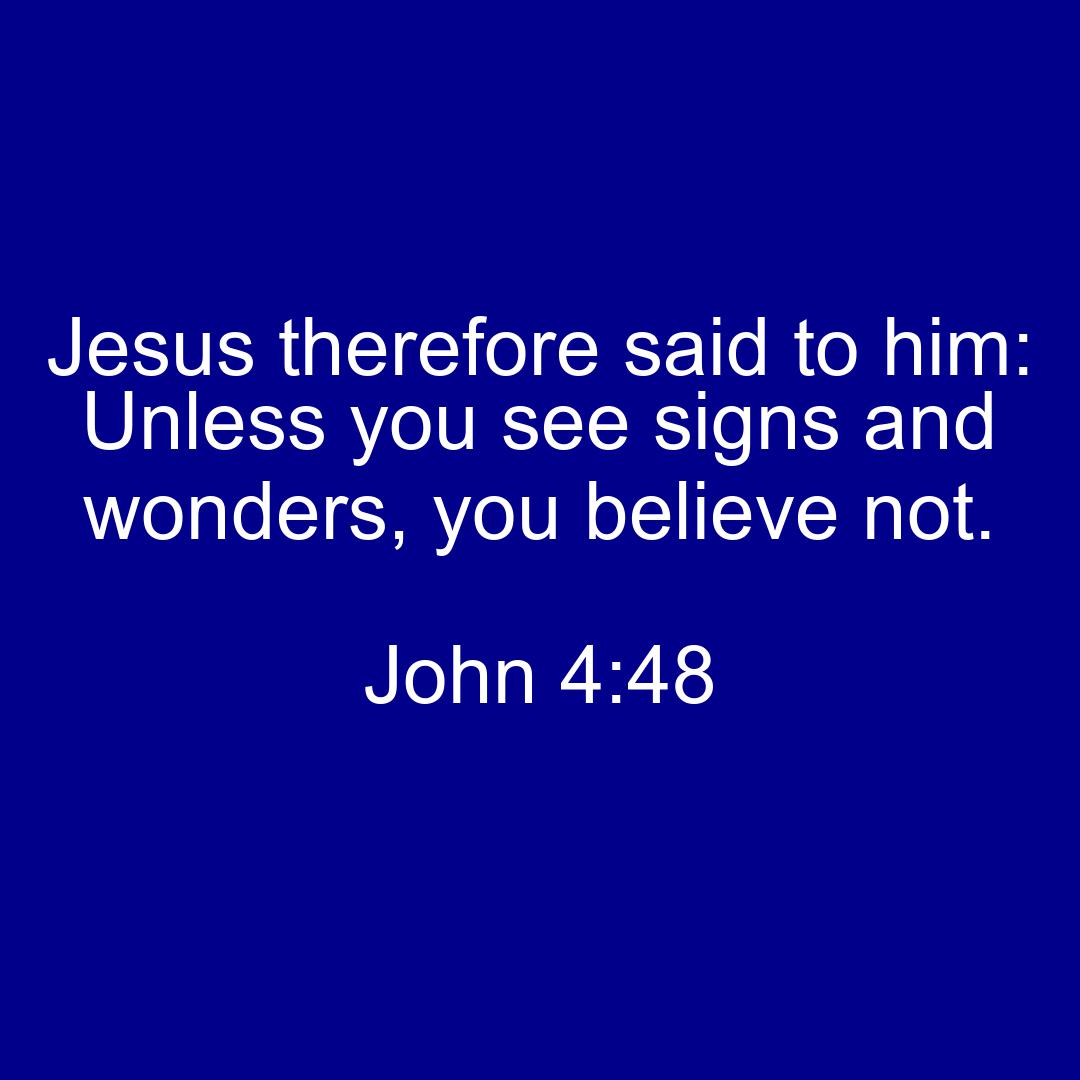 Jesus therefore said to him:
Unless you see signs and
wonders, you believe not.
John 4:48